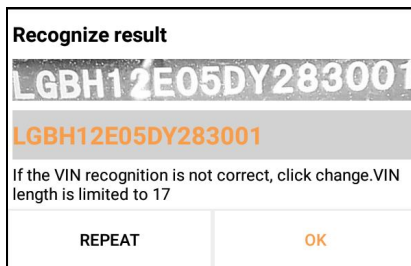 Recognize result
LGBH12E05DY283001
LGBH12E05DY283001
If the VIN recognition is not correct, click change.VIN
length is limited to 17
REPEAT
OK